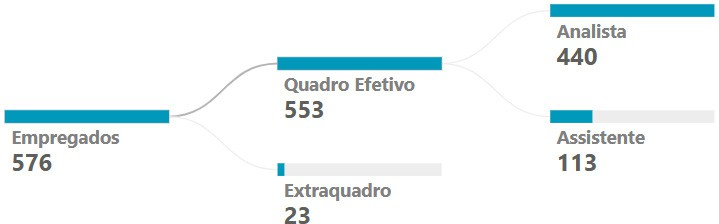 Empregados
576
Quadro Efetivo
553
Extraquadro
23
Analista
440
Assistente
113